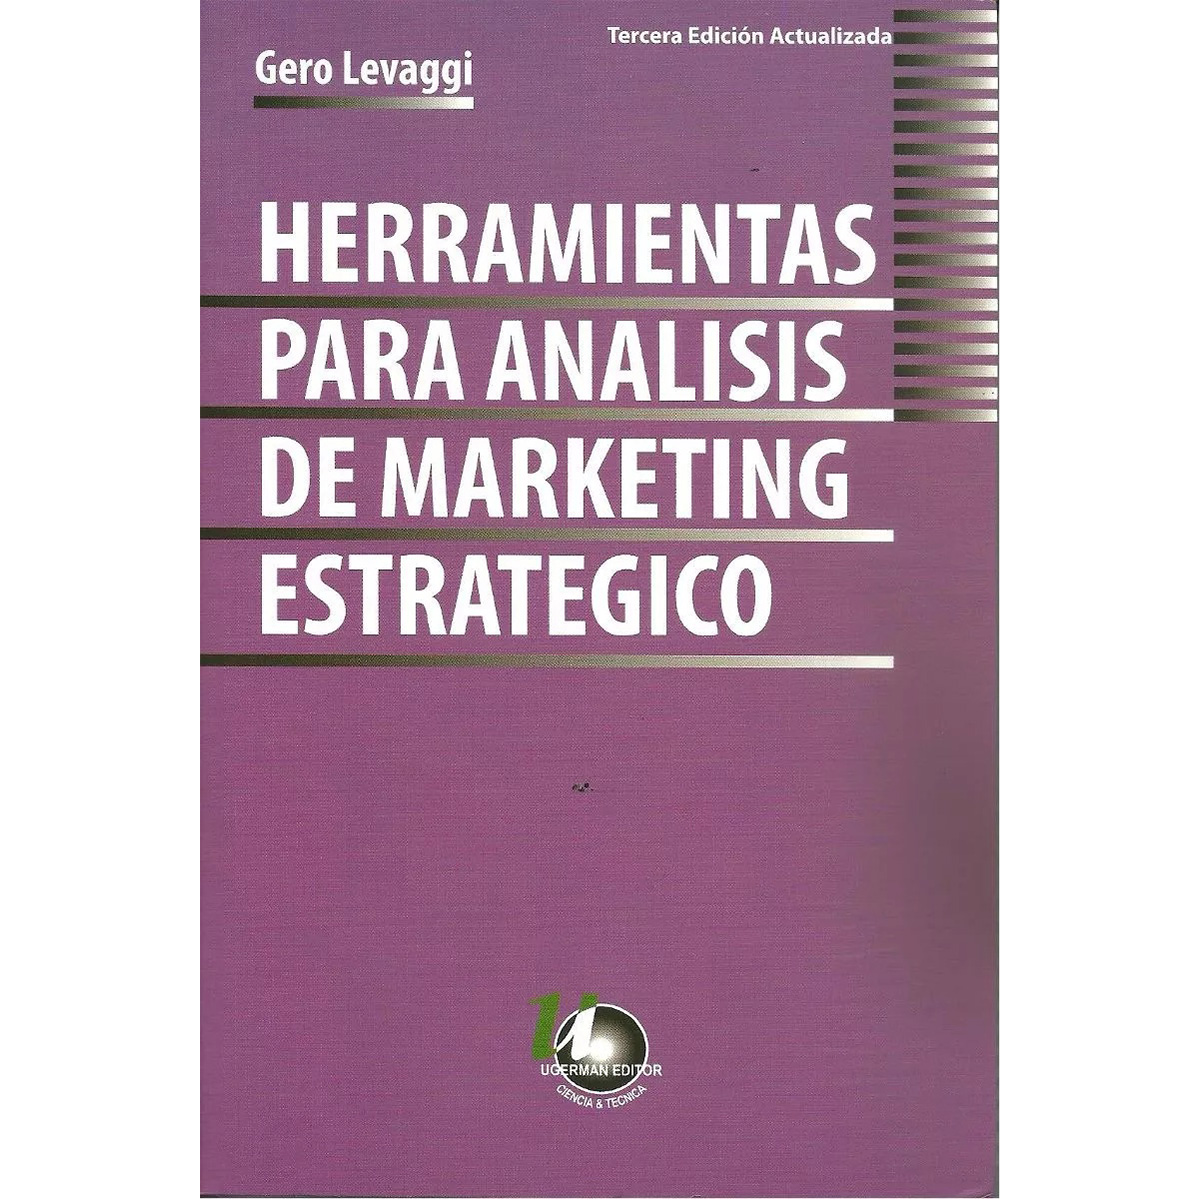 Tercera Edición Actualizada
Gero Levaggi
HERRAMIENTAS
PARA ANALISIS
DE MARKETING
ESTRATEGICO
u
UGERMAN EDITOR
CIENCIA & TECNICA